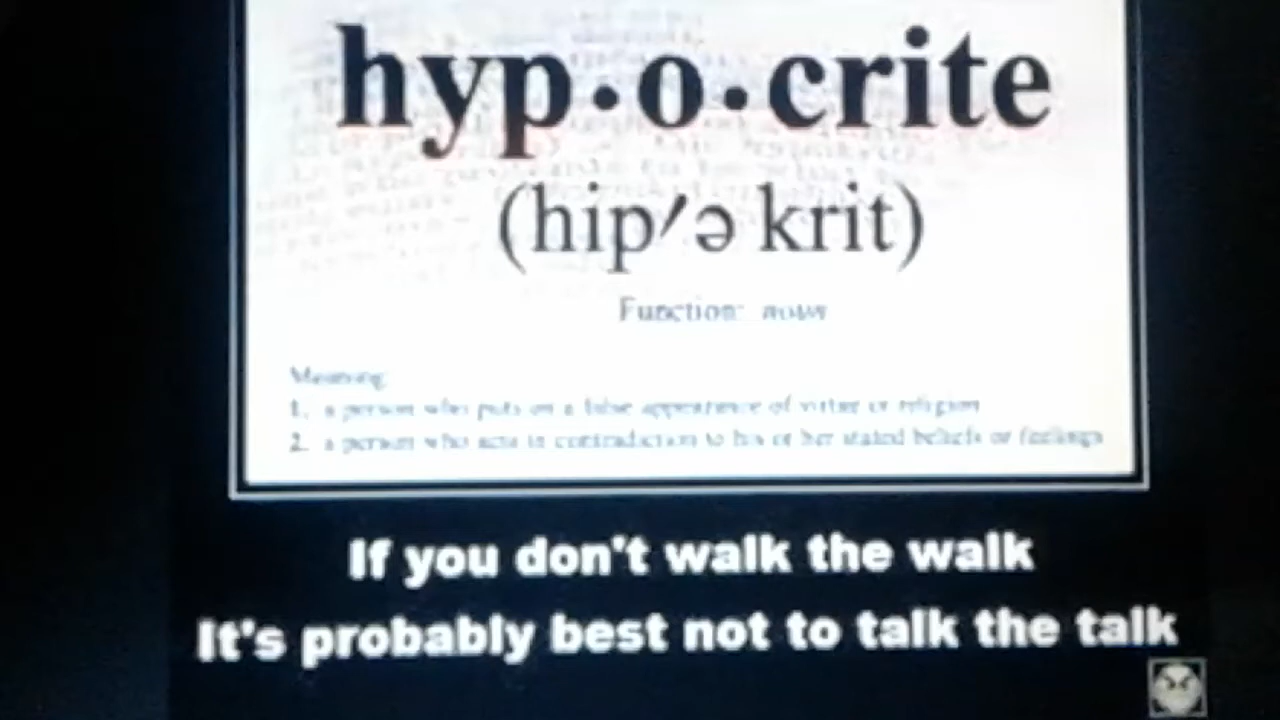 hyp·o·crite
(hip′ə krit)
Function: noun
Meaning:
1. a person who puts on a false appearance of virtue or religion
2. a person who acts in contradiction to his or her stated beliefs or feelings
If you don't walk the walk
It's probably best not to talk the talk